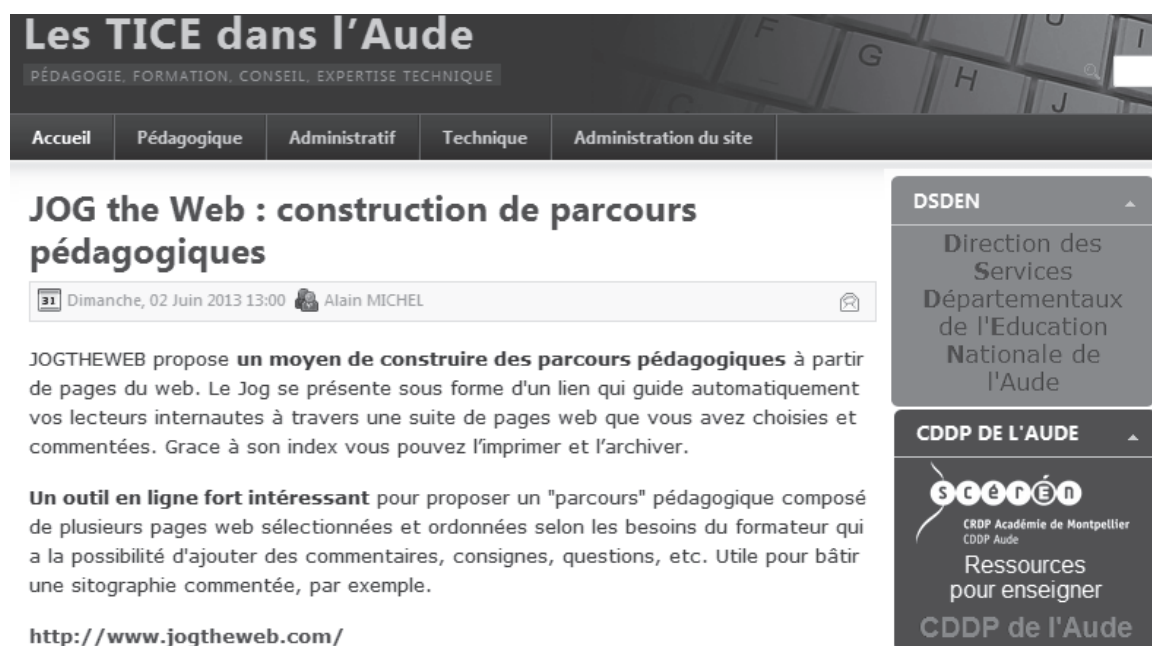 Les TICE dans l'Aude
PÉDAGOGIE, FORMATION, CONSEIL, EXPERTISE TECHNIQUE
F
G
H
J
U
I
C
Accueil Pédagogique Administratif Technique Administration du site
JOG the Web : construction de parcours
pédagogiques
31 Dimanche, 02 Juin 2013 13:00 Alain MICHEL
JOGTHEWEB propose un moyen de construire des parcours pédagogiques à partir
de pages du web. Le Jog se présente sous forme d'un lien qui guide automatiquement
vos lecteurs internautes à travers une suite de pages web que vous avez choisies et
commentées. Grace à son index vous pouvez l’imprimer et l’archiver.
Un outil en ligne fort intéressant pour proposer un "parcours" pédagogique composé
de plusieurs pages web sélectionnées et ordonnées selon les besoins du formateur qui
a la possibilité d'ajouter des commentaires, consignes, questions, etc. Utile pour bâtir
une sitographie commentée, par exemple.
http://www.jogtheweb.com/
DSDEN
Direction des
Services
Départementaux
de l'Education
Nationale de
l'Aude
CDDP DE L'AUDE
scérÉn
CRDP Académie de Montpellier
CDDP Aude
Ressources
pour enseigner
CDDP de l'Aude